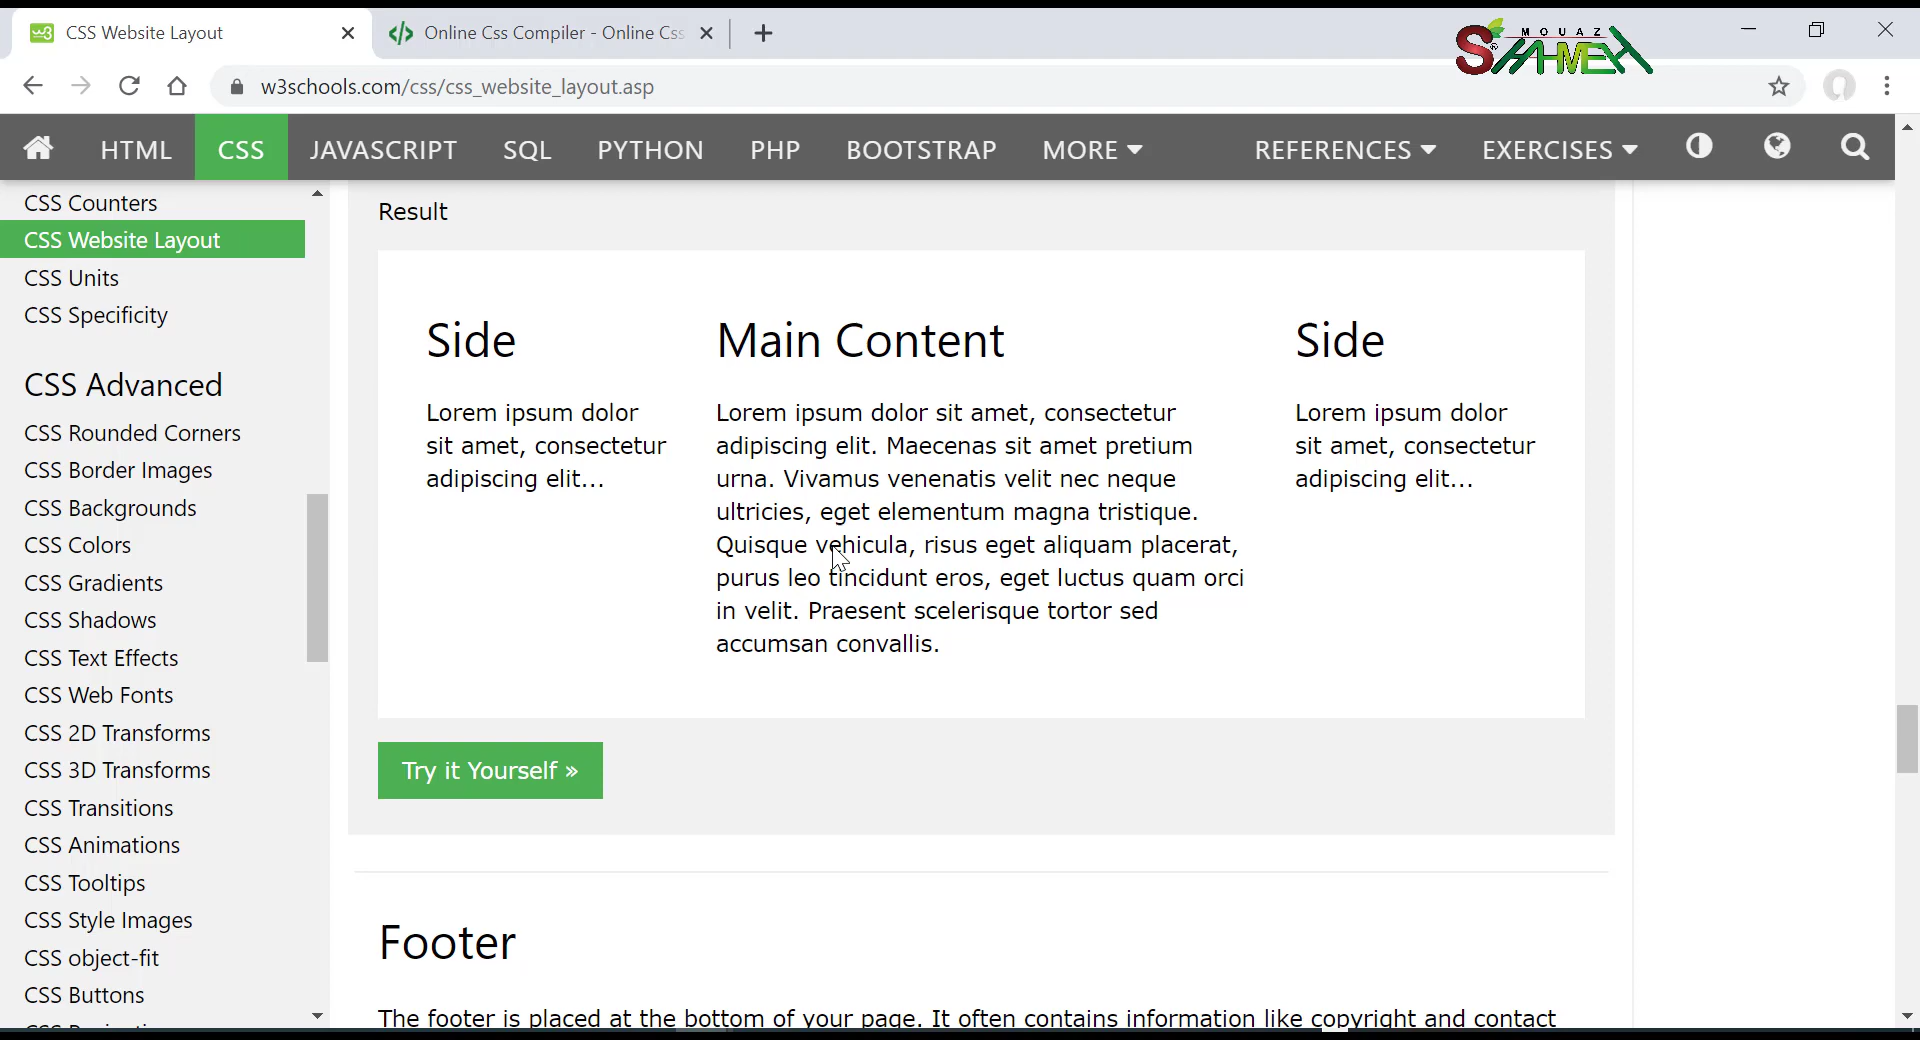 CSS Website Layout
Online Css Compiler - Online Css
MOUAZ
w3schools.com/css/css_website_layout.asp
HTML
CSS
JAVASCRIPT
SQL
PYTHON
PHP
BOOTSTRAP
MORE
REFERENCES
EXERCISES
CSS Counters
CSS Website Layout
CSS Units
CSS Specificity
CSS Advanced
CSS Rounded Corners
CSS Border Images
CSS Backgrounds
CSS Colors
CSS Gradients
CSS Shadows
CSS Text Effects
CSS Web Fonts
CSS 2D Transforms
CSS 3D Transforms
CSS Transitions
CSS Animations
CSS Tooltips
CSS Style Images
CSS object-fit
CSS Buttons
Result
Side
Lorem ipsum dolor
sit amet, consectetur
adipiscing elit...
Main Content
Lorem ipsum dolor sit amet, consectetur
adipiscing elit. Maecenas sit amet pretium
urna. Vivamus venenatis velit nec neque
ultricies, eget elementum magna tristique.
Quisque vehicula, risus eget aliquam placerat,
purus leo tincidunt eros, eget luctus quam orci
in velit. Praesent scelerisque tortor sed
accumsan convallis.
Side
Lorem ipsum dolor
sit amet, consectetur
adipiscing elit...
Try it Yourself »
Footer
The footer is placed at the bottom of your page. It often contains information like copyright and contact